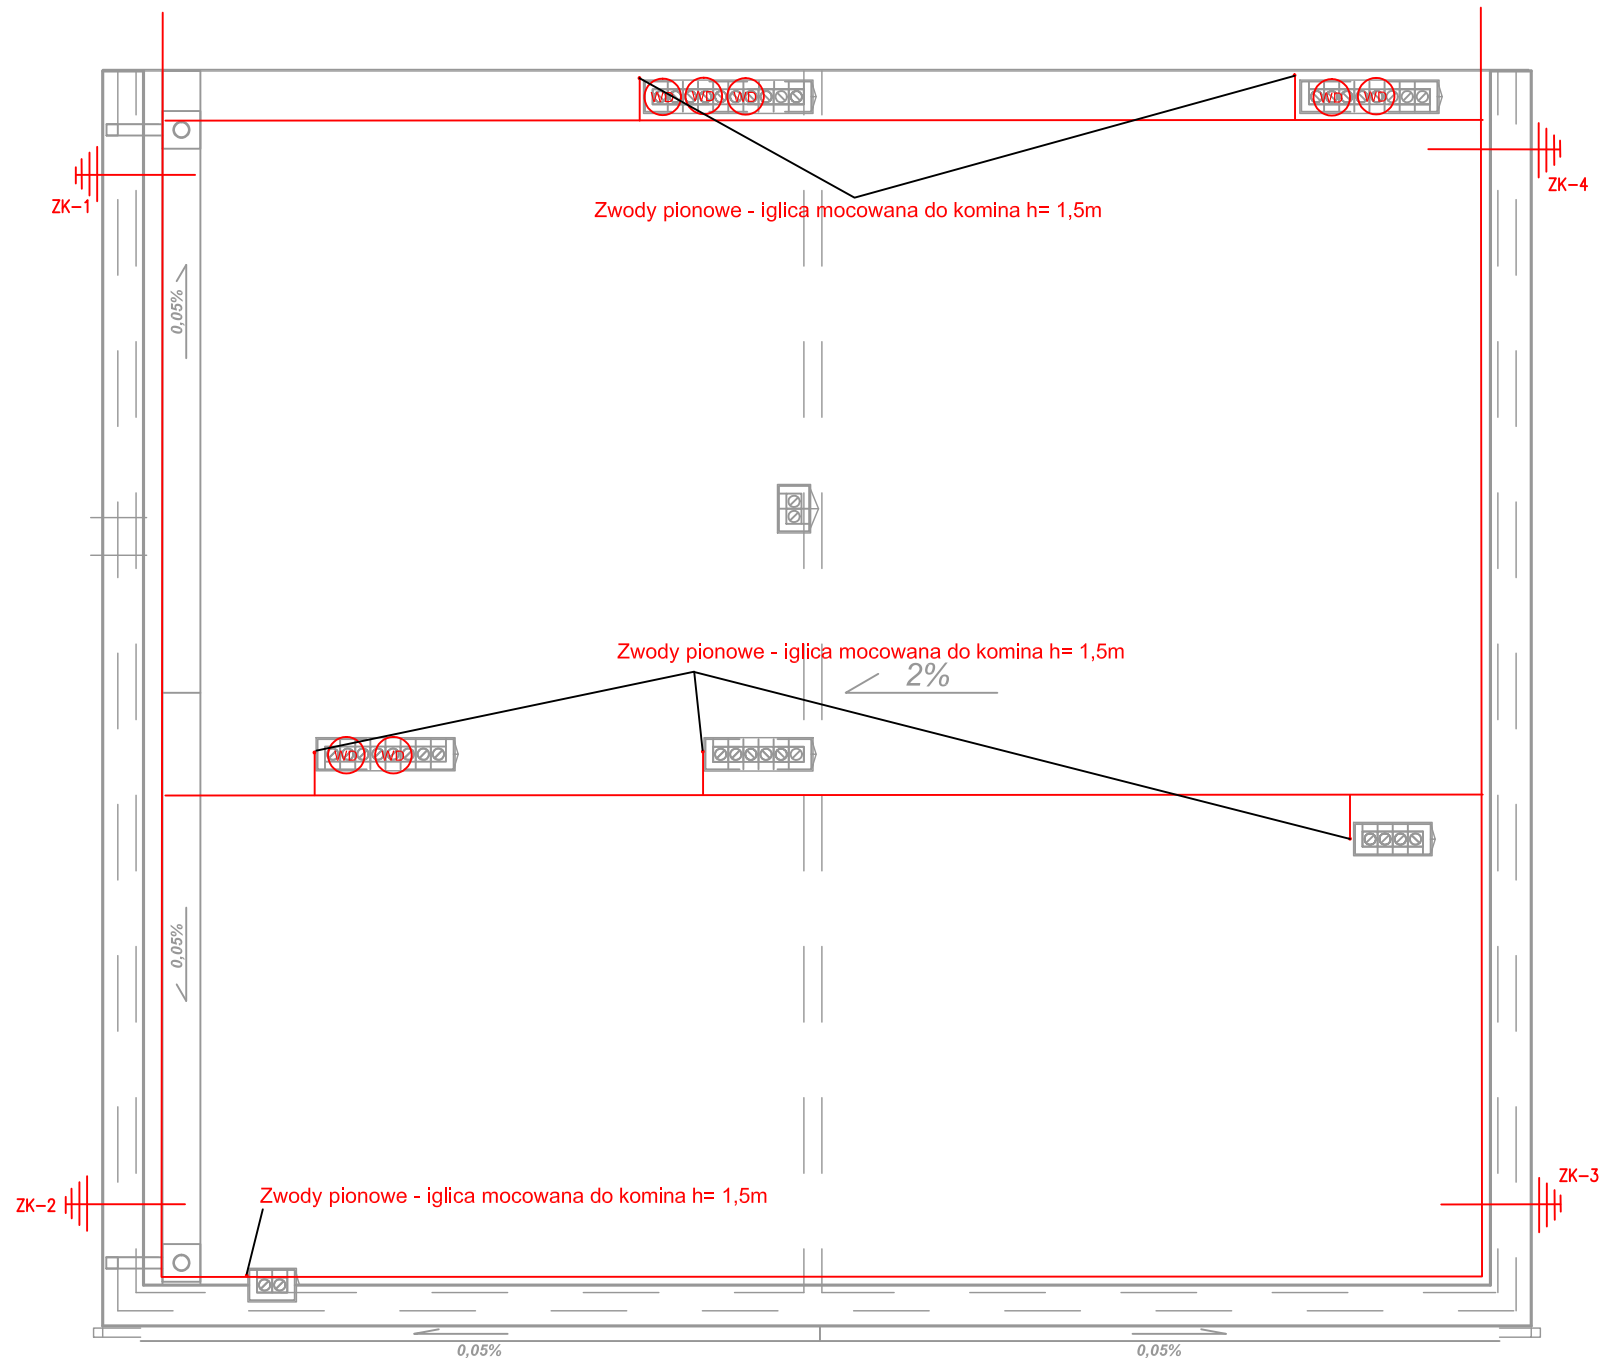 WD WD WD WD WD
ZK-1
ZK-4
Zwody pionowe - iglica mocowana do komina h= 1,5m
0,05%
Zwody pionowe - iglica mocowana do komina h= 1,5m
2%
WD WD
0,05%
ZK-3
Zwody pionowe - iglica mocowana do komina h= 1,5m
ZK-2
0,05%
0,05%